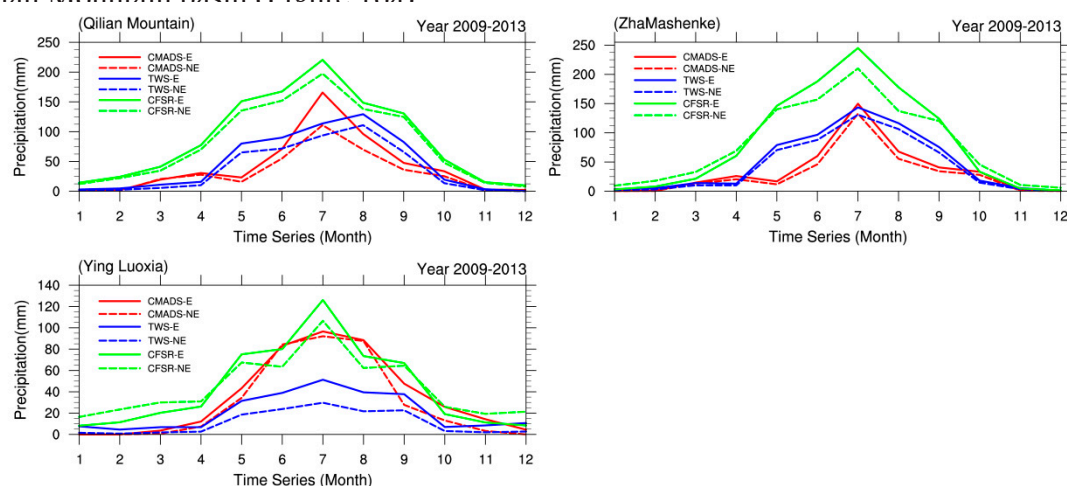 (Qilian Mountain) Year 2009-2013
250
200
150
100
50
0
Precipitation(mm)
CMADS-E
CMADS-NE
TWS-E
TWS-NE
CFSR-E
CFSR-NE
1 2 3 4 5 6 7 8 9 10 11 12
Time Series (Month)
(ZhaMashenke) Year 2009-2013
250
200
150
100
50
0
Precipitation(mm)
CMADS-E
CMADS-NE
TWS-E
TWS-NE
CFSR-E
CFSR-NE
1 2 3 4 5 6 7 8 9 10 11 12
Time Series (Month)
(Ying Luoxia) Year 2009-2013
140
120
100
80
60
40
20
0
Precipitation(mm)
CMADS-E
CMADS-NE
TWS-E
TWS-NE
CFSR-E
CFSR-NE
1 2 3 4 5 6 7 8 9 10 11 12
Time Series (Month)